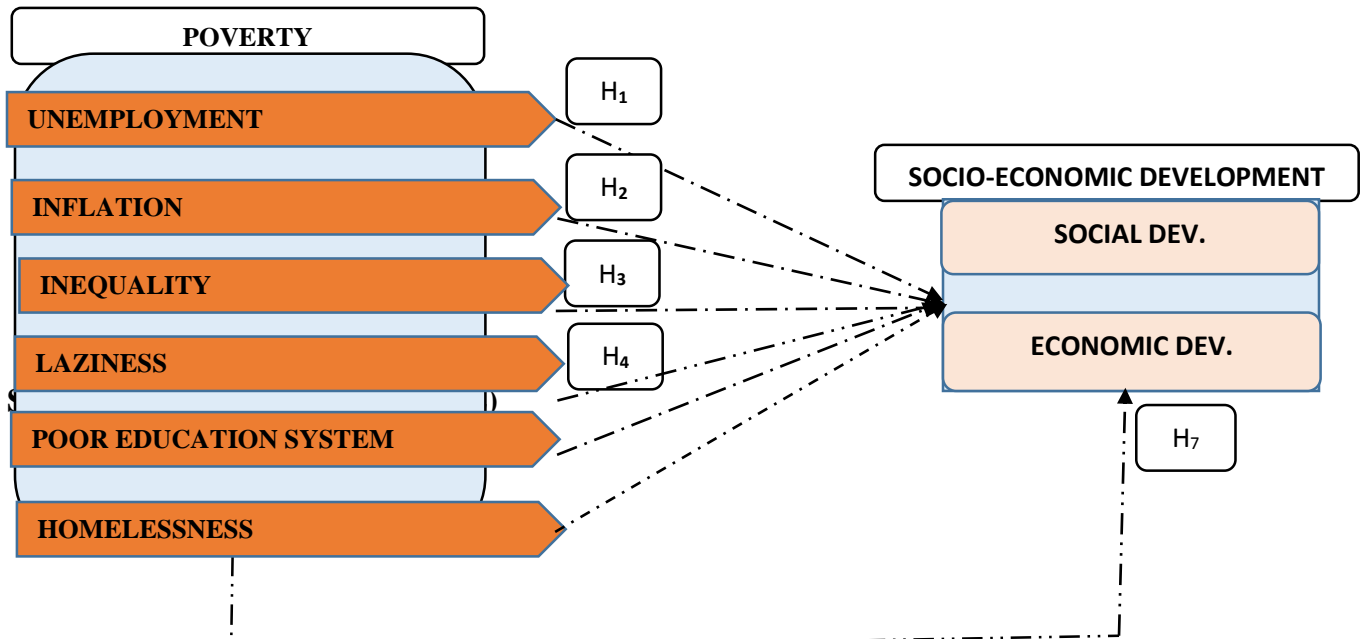 POVERTY
UNEMPLOYMENT
H₁
INFLATION
H₂
INEQUALITY
H₃
LAZINESS
H₄
POOR EDUCATION SYSTEM
HOMELESSNESS
SOCIO-ECONOMIC DEVELOPMENT
SOCIAL DEV.
ECONOMIC DEV.
H₇